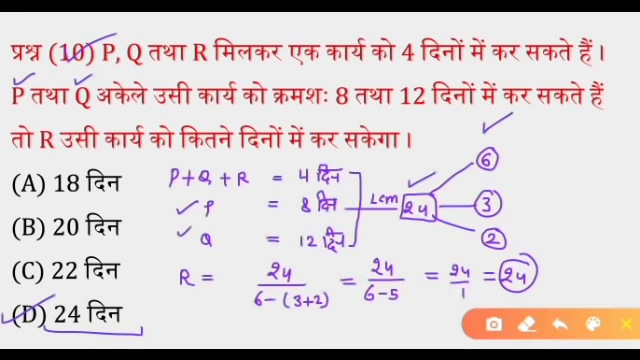 प्रश्न (10) P, Q तथा R मिलकर एक कार्य को 4 दिनों में कर सकते हैं ।
P तथा Q अकेले उसी कार्य को क्रमशः 8 तथा 12 दिनों में कर सकते हैं
तो R उसी कार्य को कितने दिनों में कर सकेगा ।
(A) 18 दिन
(B) 20 दिन
(C) 22 दिन
(D) 24 दिन
P + Q + R = 4 दिन
P = 8 दिन
Q = 12 दिन
Lcm 24
6
3
2
R = 24 / 6 - (3+2) = 24 / 6-5 = 24 / 1 = 24